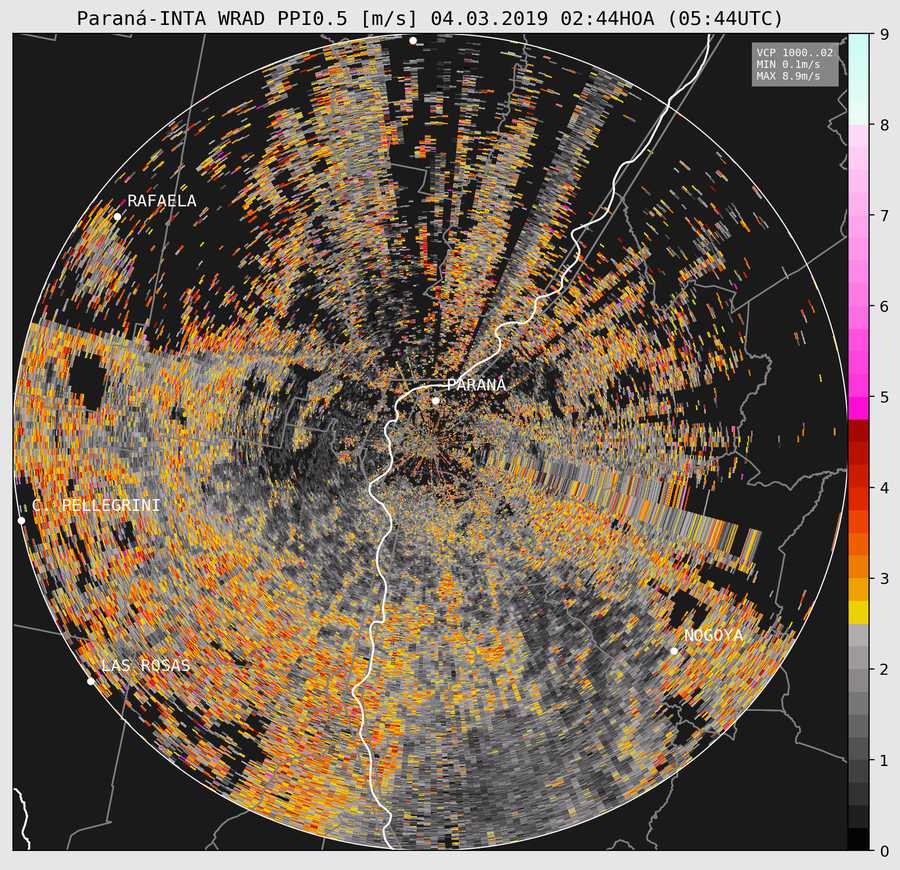 Paraná-INTA WRAD PPI0.5 [m/s] 04.03.2019 02:44HOA (05:44UTC)
VCP 1000..02
MIN 0.1m/s
MAX 8.9m/s
RAFAELA
PARANÁ
C. PELLEGRINI
NOGOYA
LAS ROSAS
9
8
7
6
5
4
3
2
1
0